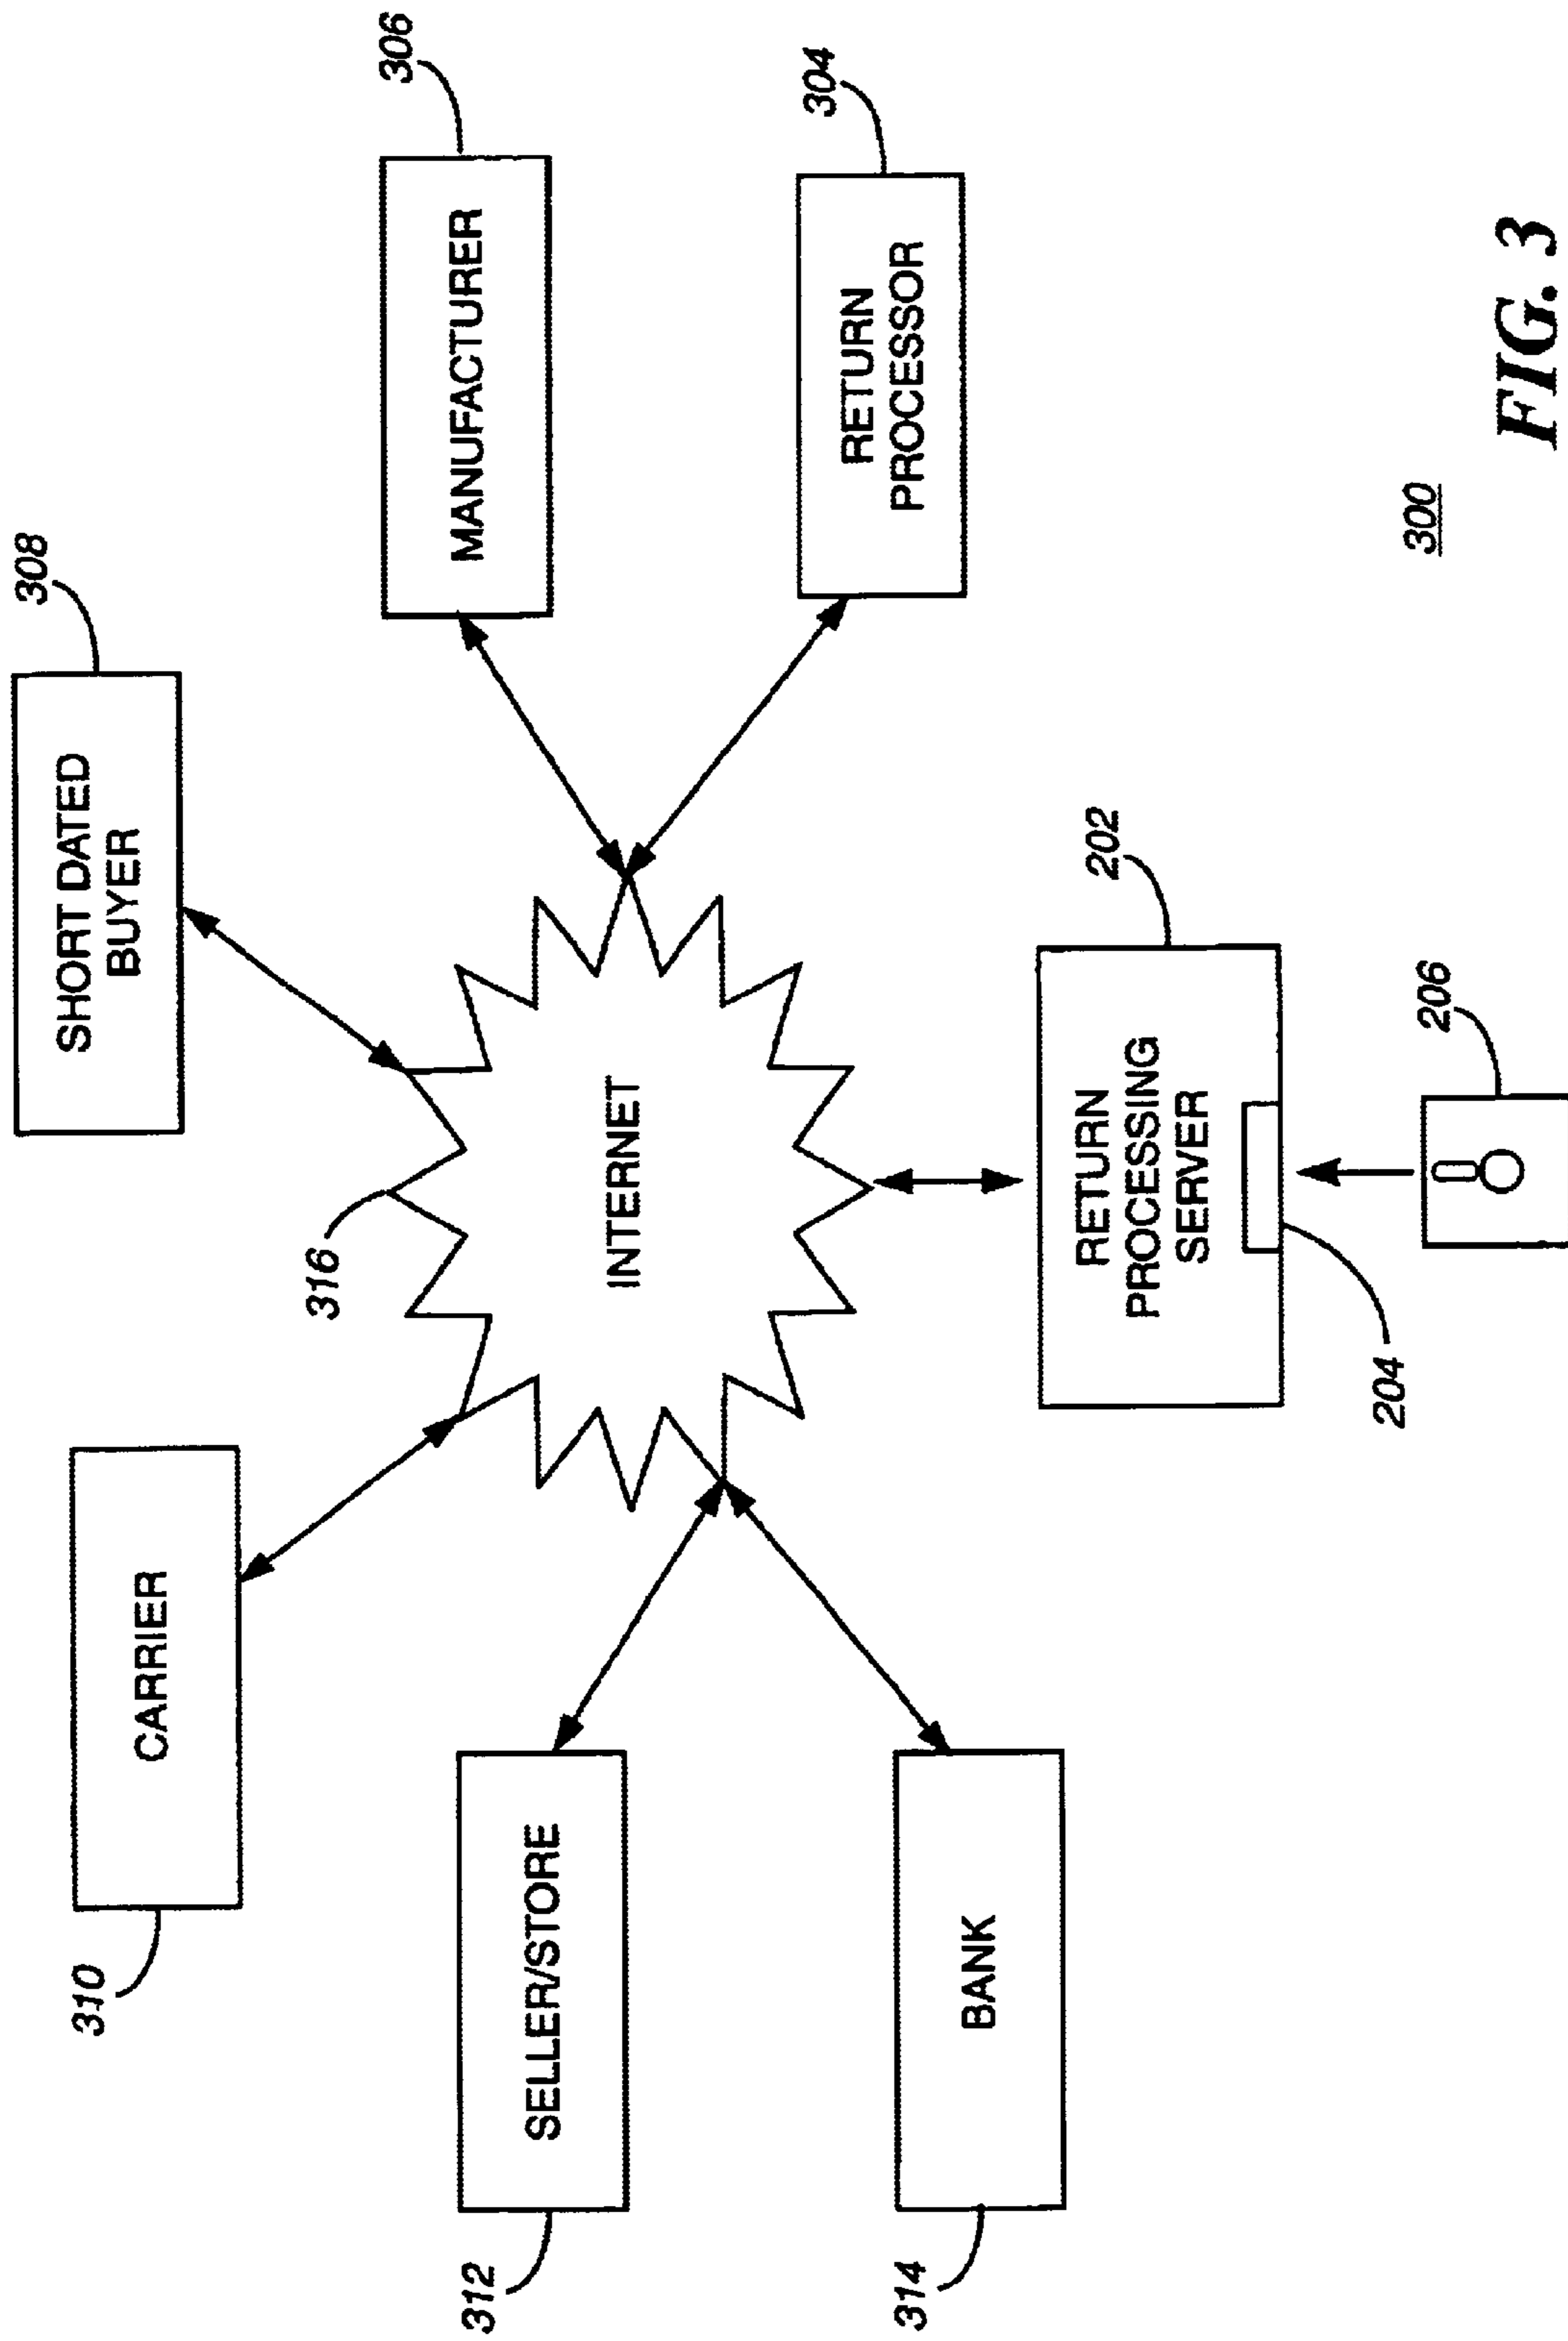 308
SHORT DATED
BUYER
310
CARRIER
306
MANUFACTURER
316
312
SELLER/STORE
INTERNET
304
RETURN
PROCESSOR
314
BANK
202
RETURN
PROCESSING
SERVER
204
206
300
FIG. 3